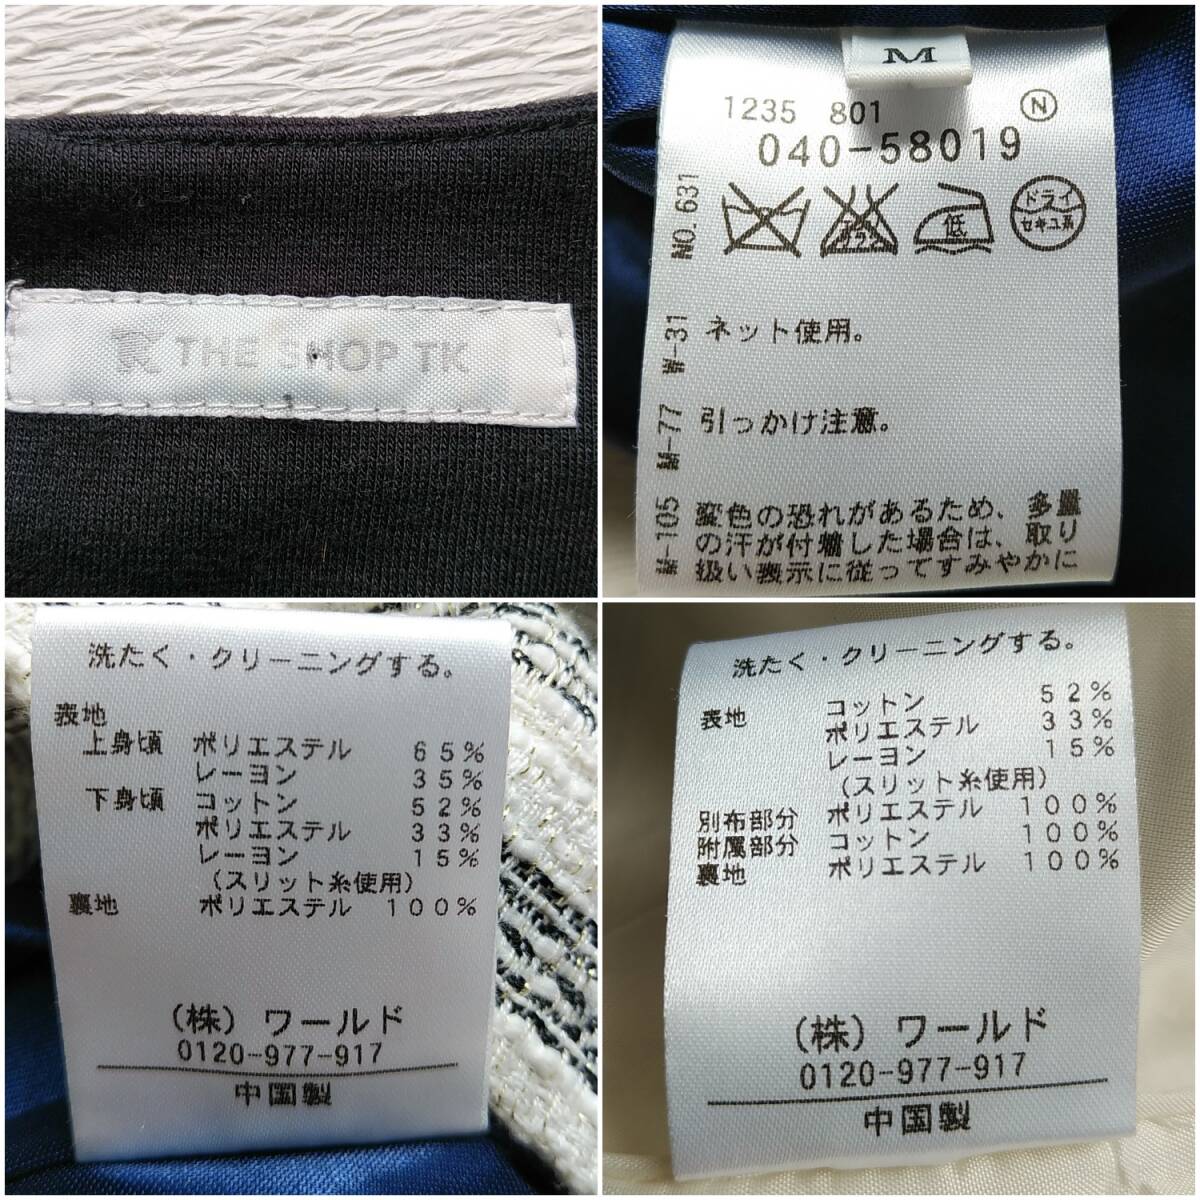 THE SHOP TK
M
1235 801
N
040-58019
エンソ
サラシ
低
ドライ
セキユ系
NO.631
W-31
M-77
M-105
ネット使用。
引っかけ注意。
変色の恐れがあるため、多量
の汗が付着した場合は、取り
扱い表示に従ってすみやかに
洗たく・クリーニングする。
表地
上身頃 ポリエステル 65%
レーヨン 35%
下身頃 コットン 52%
ポリエステル 33%
レーヨン 15%
(スリット糸使用)
裏地 ポリエステル 100%
(株) ワールド
0120-977-917
中国製
洗たく・クリーニングする。
表地 コットン 52%
ポリエステル 33%
レーヨン 15%
(スリット糸使用)
別布部分 ポリエステル 100%
附属部分 コットン 100%
裏地 ポリエステル 100%
(株) ワールド
0120-977-917
中国製